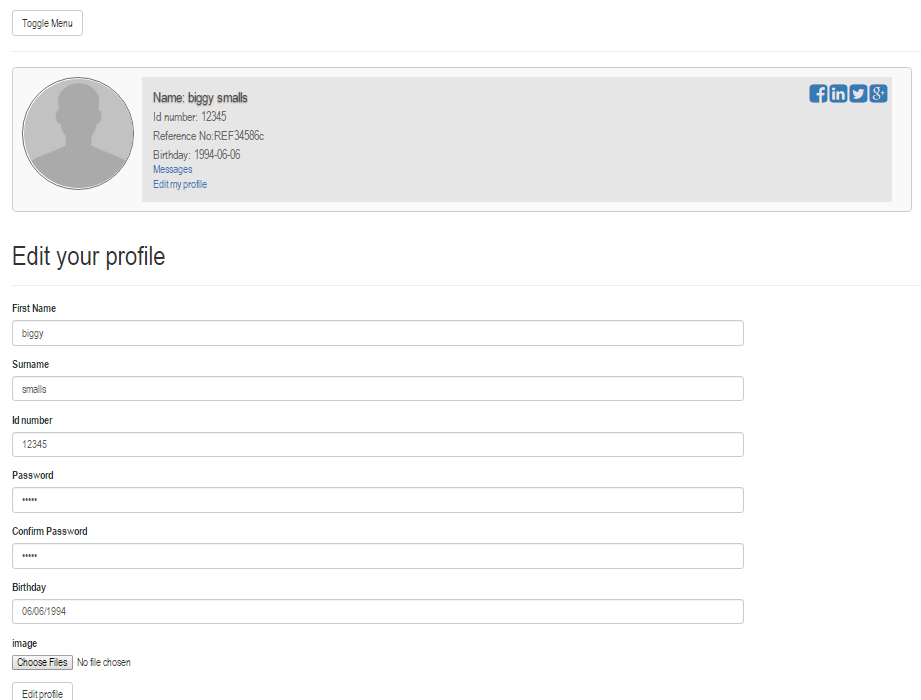 Toggle Menu
Name: biggy smalls
Id number: 12345
Reference No:REF34586c
Birthday: 1994-06-06
Messages
Edit my profile
Edit your profile
First Name
biggy
Surname
smalls
Id number
12345
Password
•••••
Confirm Password
•••••
Birthday
06/06/1994
image
Choose Files No file chosen
Edit profile